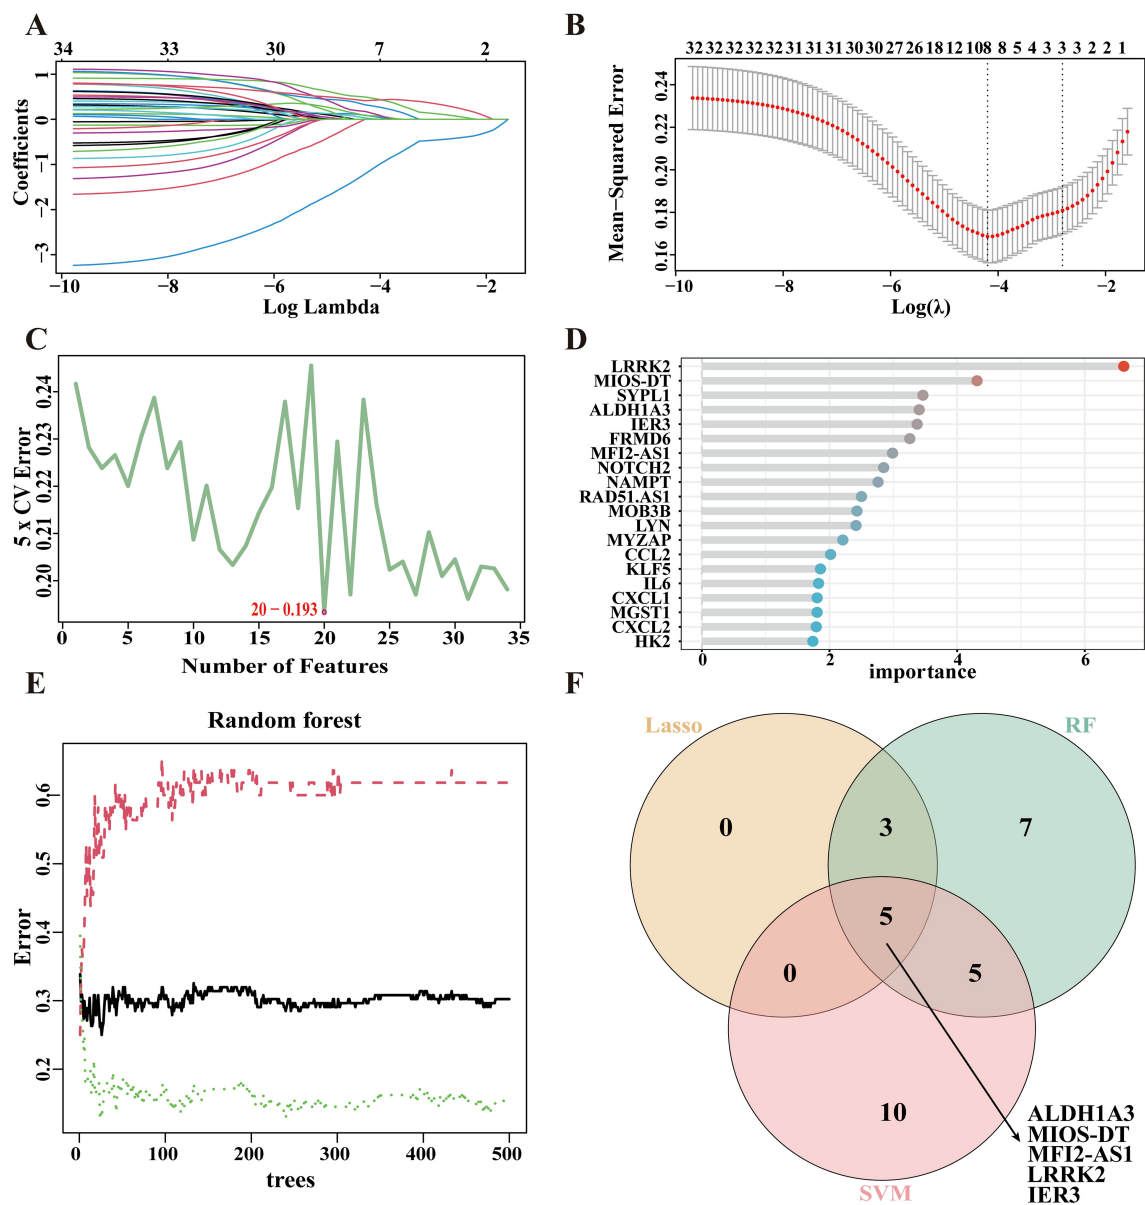 A
34 33 30 7 2
Coefficients
1
0
−1
−2
−3
−10 −8 −6 −4 −2
Log Lambda
B
32 32 32 32 32 31 31 31 30 30 27 26 18 12 10 8 8 5 4 3 3 3 2 2 1
Mean−Squared Error
0.24
0.22
0.20
0.18
0.16
−10 −8 −6 −4 −2
Log(λ)
C
5 x CV Error
0.24
0.23
0.22
0.21
0.20
20 − 0.193
0 5 10 15 20 25 30 35
Number of Features
D
LRRK2
MIOS-DT
SYPL1
ALDH1A3
IER3
FRMD6
MFI2-AS1
NOTCH2
NAMPT
RAD51.AS1
MOB3B
LYN
MYZAP
CCL2
KLF5
IL6
CXCL1
MGST1
CXCL2
HK2
0 2 4 6
importance
E
Random forest
Error
0.6
0.5
0.4
0.3
0.2
0 100 200 300 400 500
trees
F
Lasso
RF
0
3
7
5
0
5
10
SVM
ALDH1A3
MIOS-DT
MFI2-AS1
LRRK2
IER3